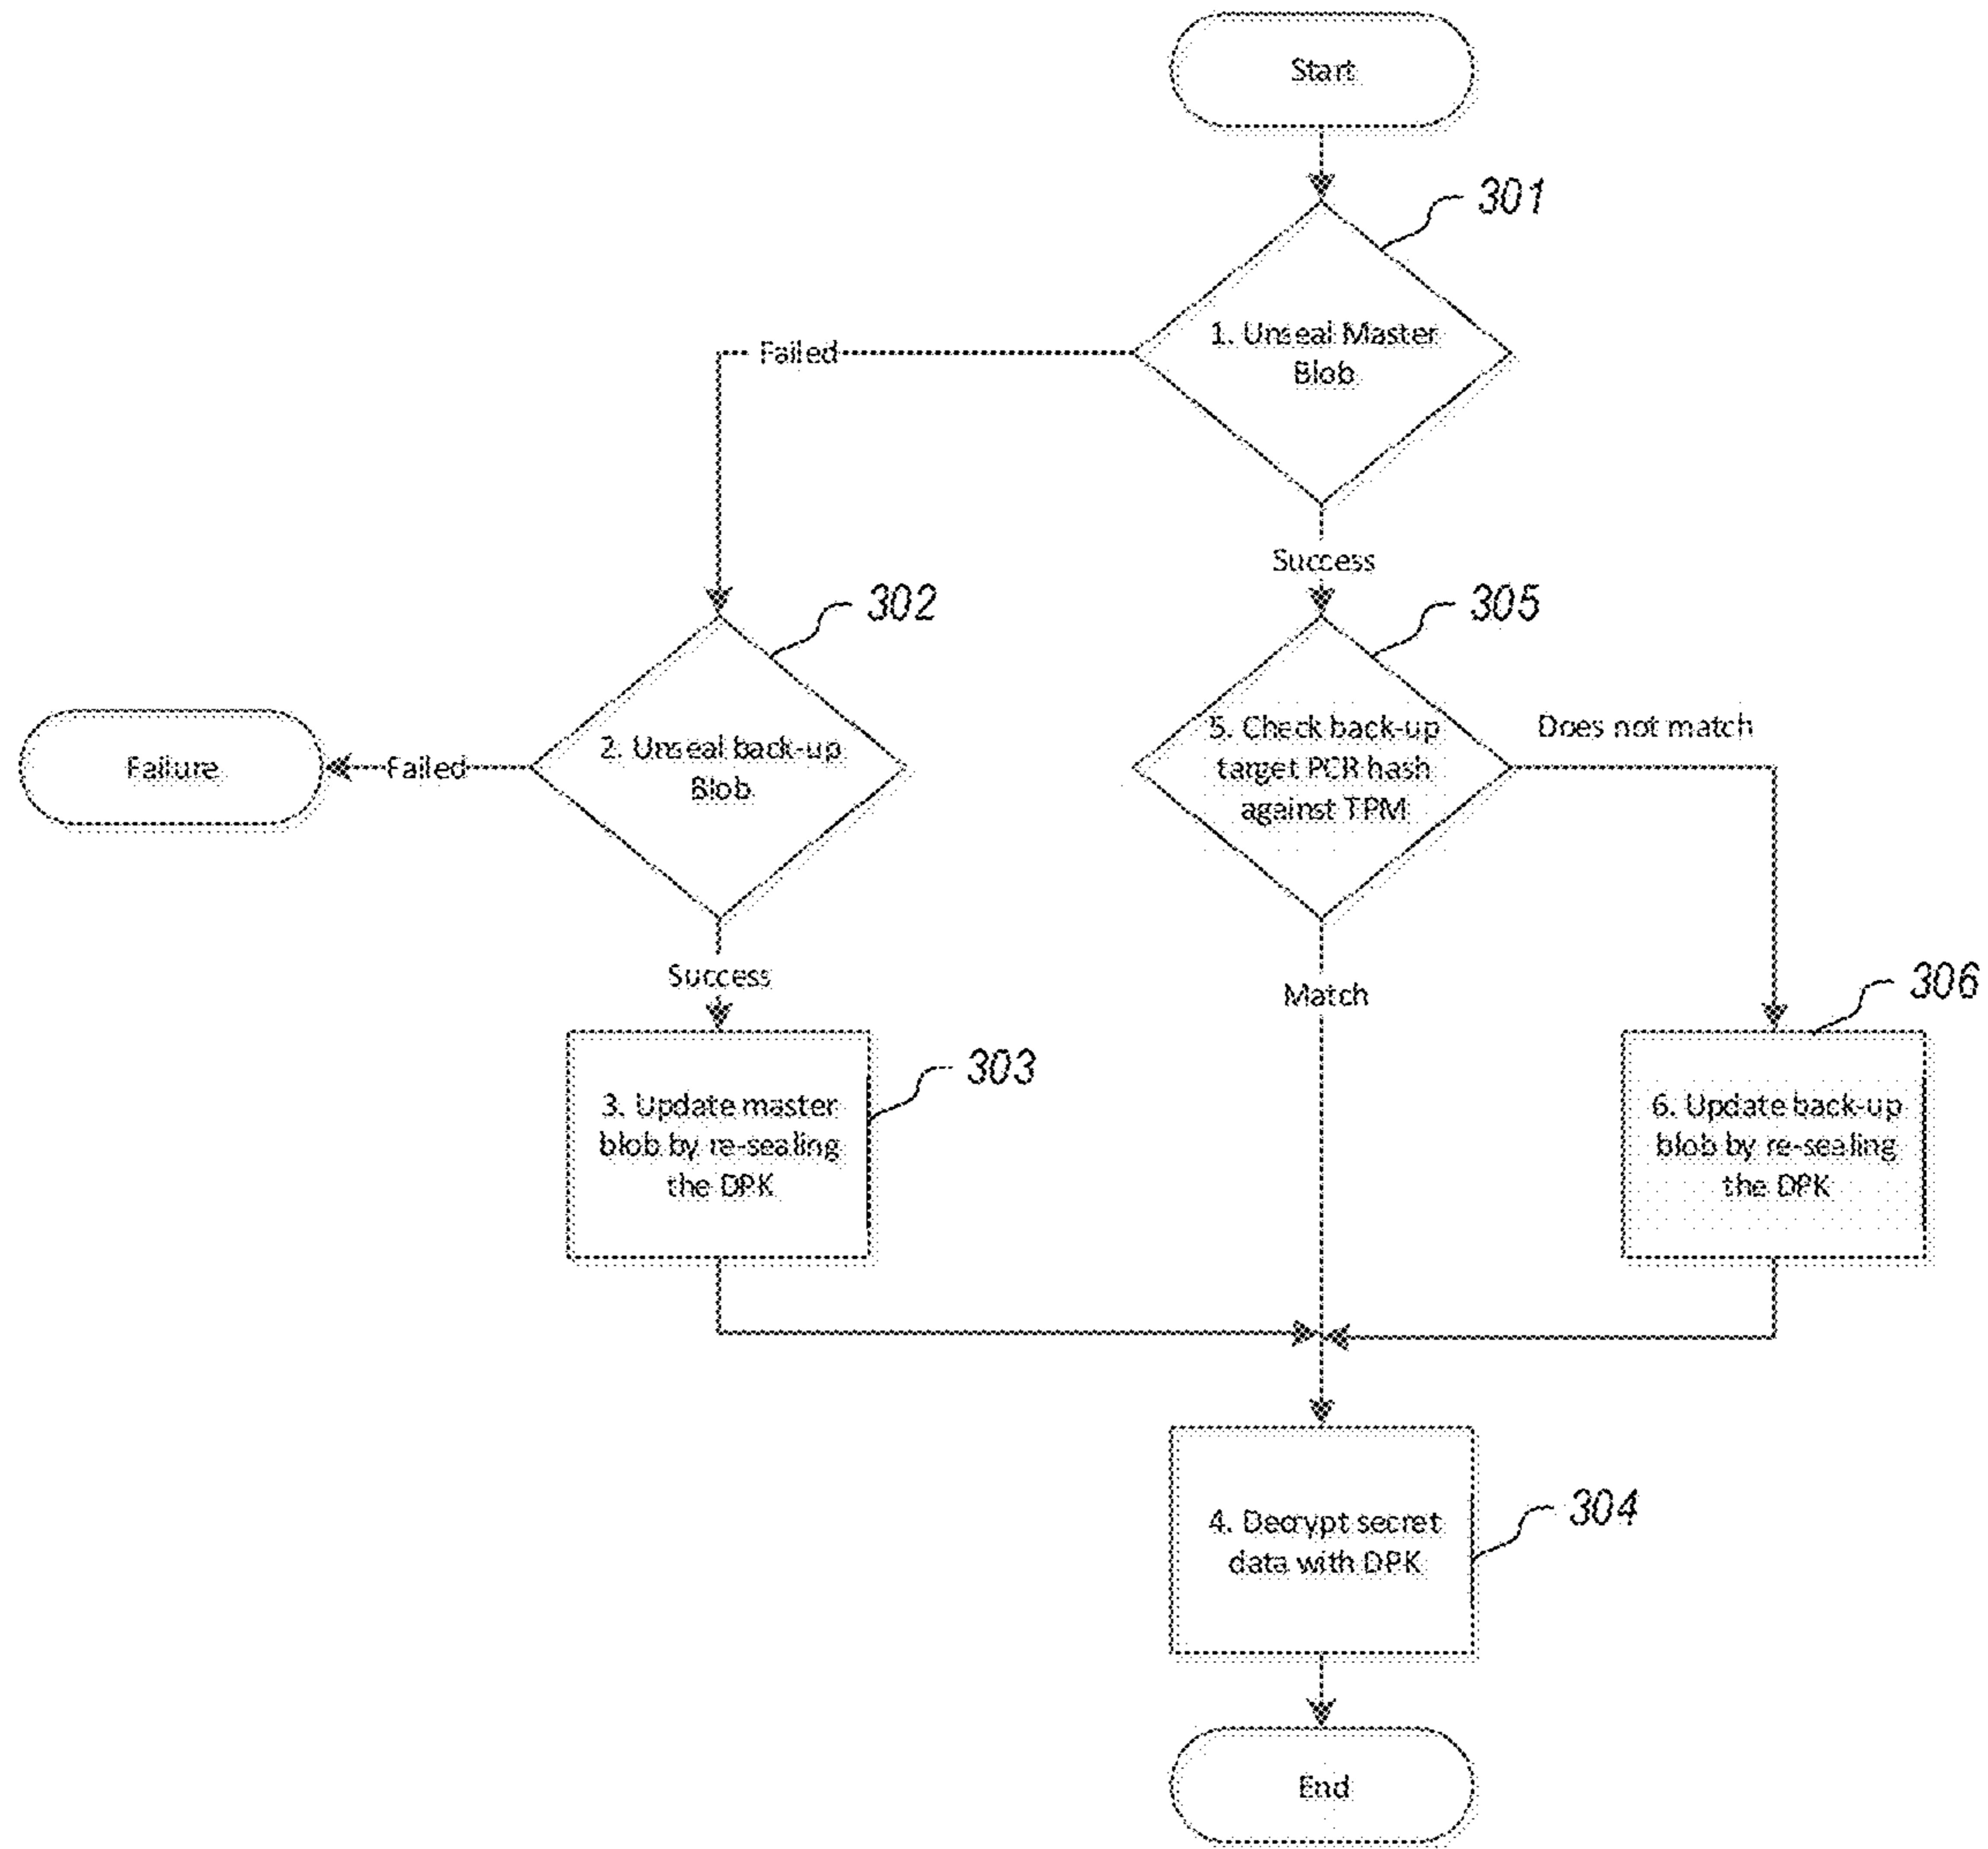 Start
301
1. Unseal Master
Blob
Failed
Success
302
305
2. Unseal back-up
Blob
Failed
Failure
5. Check back-up
target PCR hash
against TPM
Does not match
Success
Match
303
306
3. Update master
blob by re-sealing
the DPK
6. Update back-up
blob by re-sealing
the DPK
4. Decrypt secret
data with DPK
304
End